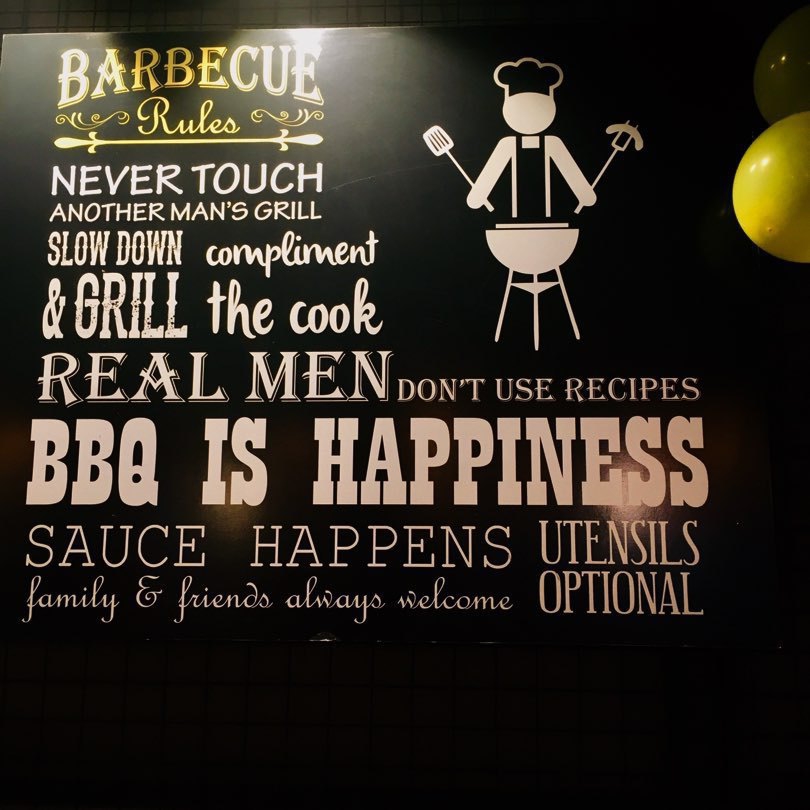 BARBECUE
Rules
NEVER TOUCH
ANOTHER MAN'S GRILL
SLOW DOWN
& GRILL
compliment
the cook
REAL MEN DON'T USE RECIPES
BBQ IS HAPPINESS
SAUCE HAPPENS
family & friends always welcome
UTENSILS
OPTIONAL